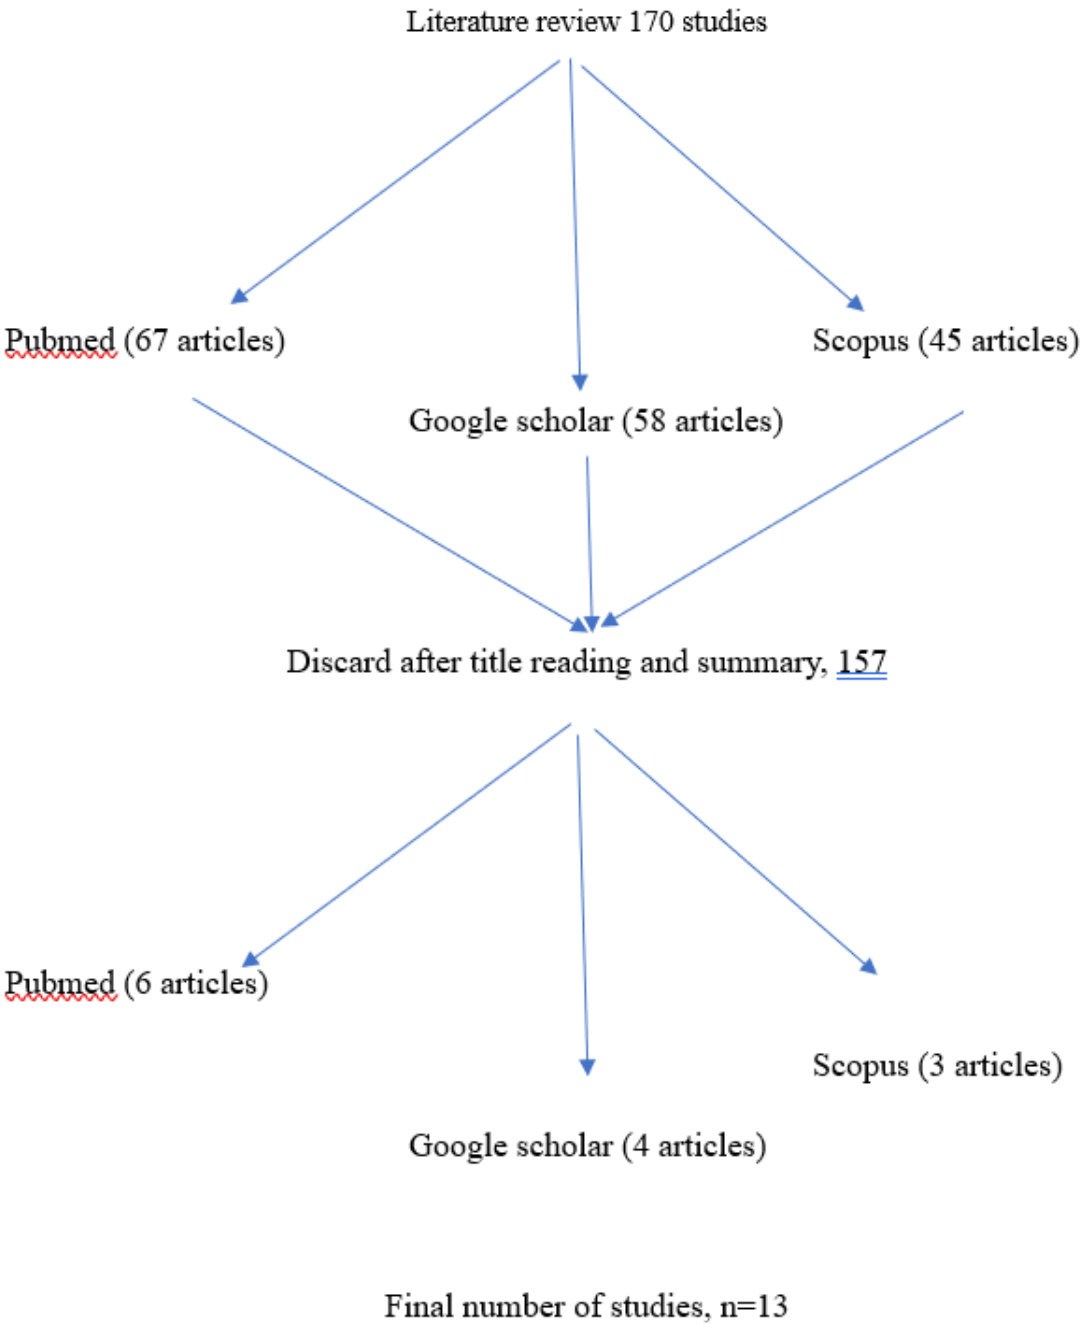 Literature review 170 studies
Pubmed (67 articles)
Scopus (45 articles)
Google scholar (58 articles)
Discard after title reading and summary, 157
Pubmed (6 articles)
Scopus (3 articles)
Google scholar (4 articles)
Final number of studies, n=13